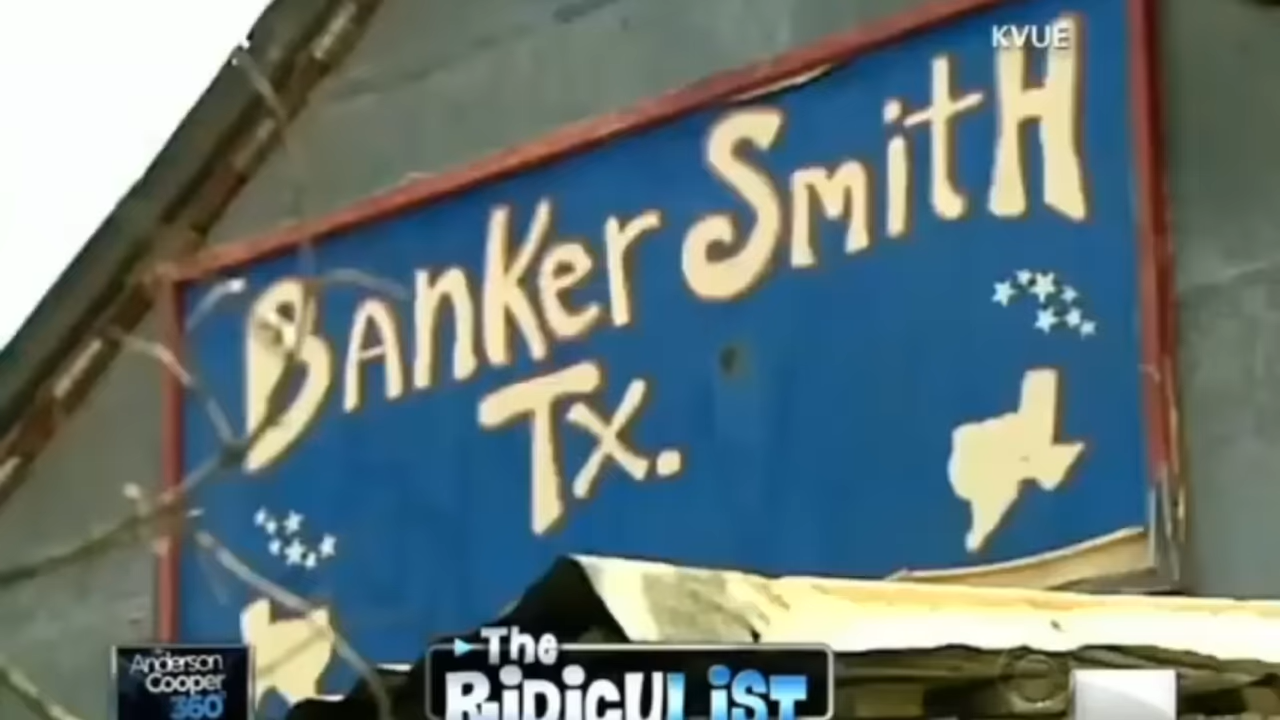 KVUE
BAnKer SmitH
Tx.
Anderson
Cooper
360°
The
RiDicULiST